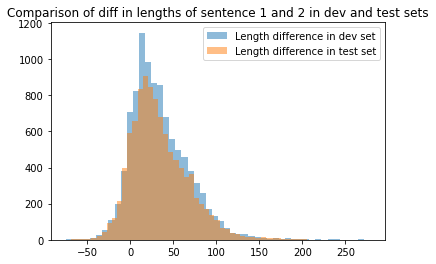 Comparison of diff in lengths of sentence 1 and 2 in dev and test sets
Length difference in dev set
Length difference in test set
1200
1000
800
600
400
200
0
−50 0 50 100 150 200 250